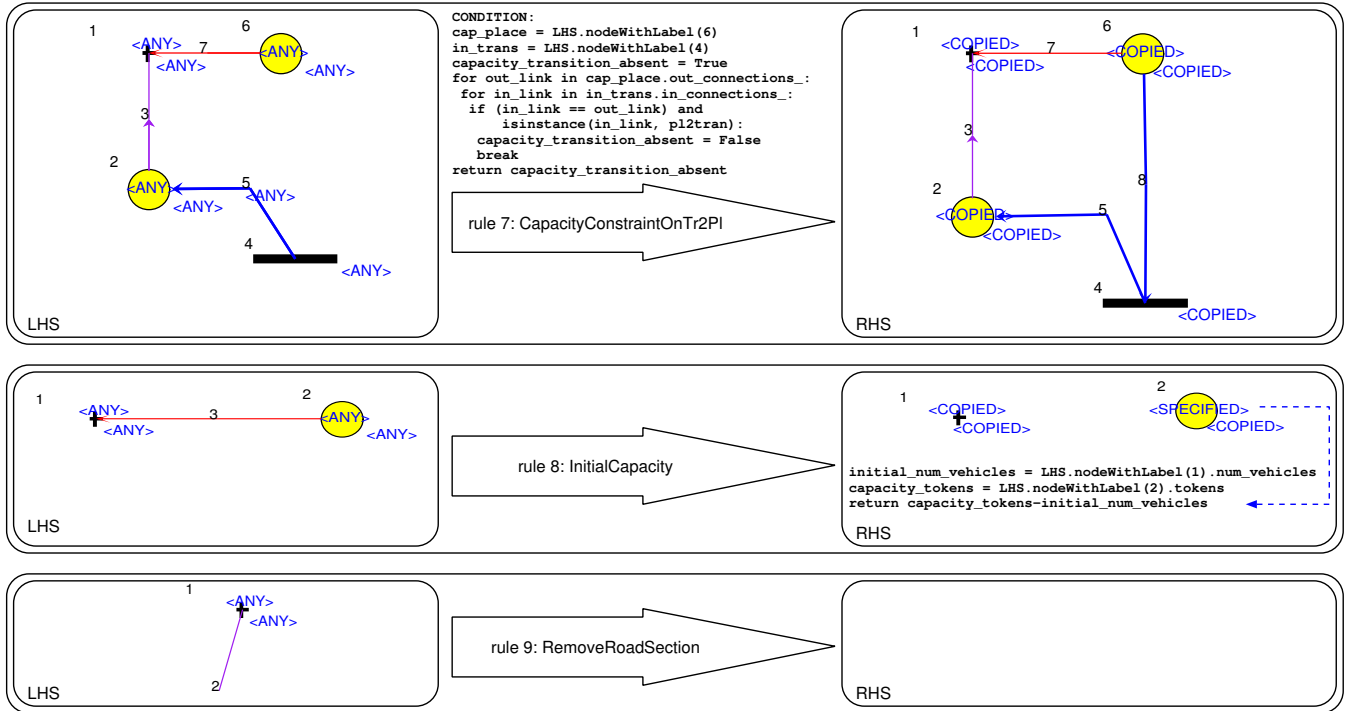 1
6
<ANY>
7
<ANY>
<ANY>
<ANY>
3
2
<ANY>
5
<ANY>
<ANY>
4
<ANY>
LHS
CONDITION:
cap_place = LHS.nodeWithLabel(6)
in_trans = LHS.nodeWithLabel(4)
capacity_transition_absent = True
for out_link in cap_place.out_connections_:
for in_link in in_trans.in_connections_:
if (in_link == out_link) and
isinstance(in_link, pl2tran):
capacity_transition_absent = False
break
return capacity_transition_absent
rule 7: CapacityConstraintOnTr2Pl
1
6
<COPIED>
7
<COPIED>
<COPIED>
<COPIED>
3
8
2
<COPIED>
5
<COPIED>
4
<COPIED>
RHS
1
<ANY>
<ANY>
3
2
<ANY>
<ANY>
LHS
rule 8: InitialCapacity
1
<COPIED>
<COPIED>
2
<SPECIFIED>
<COPIED>
initial_num_vehicles = LHS.nodeWithLabel(1).num_vehicles
capacity_tokens = LHS.nodeWithLabel(2).tokens
return capacity_tokens-initial_num_vehicles
RHS
1
<ANY>
<ANY>
2
LHS
rule 9: RemoveRoadSection
RHS